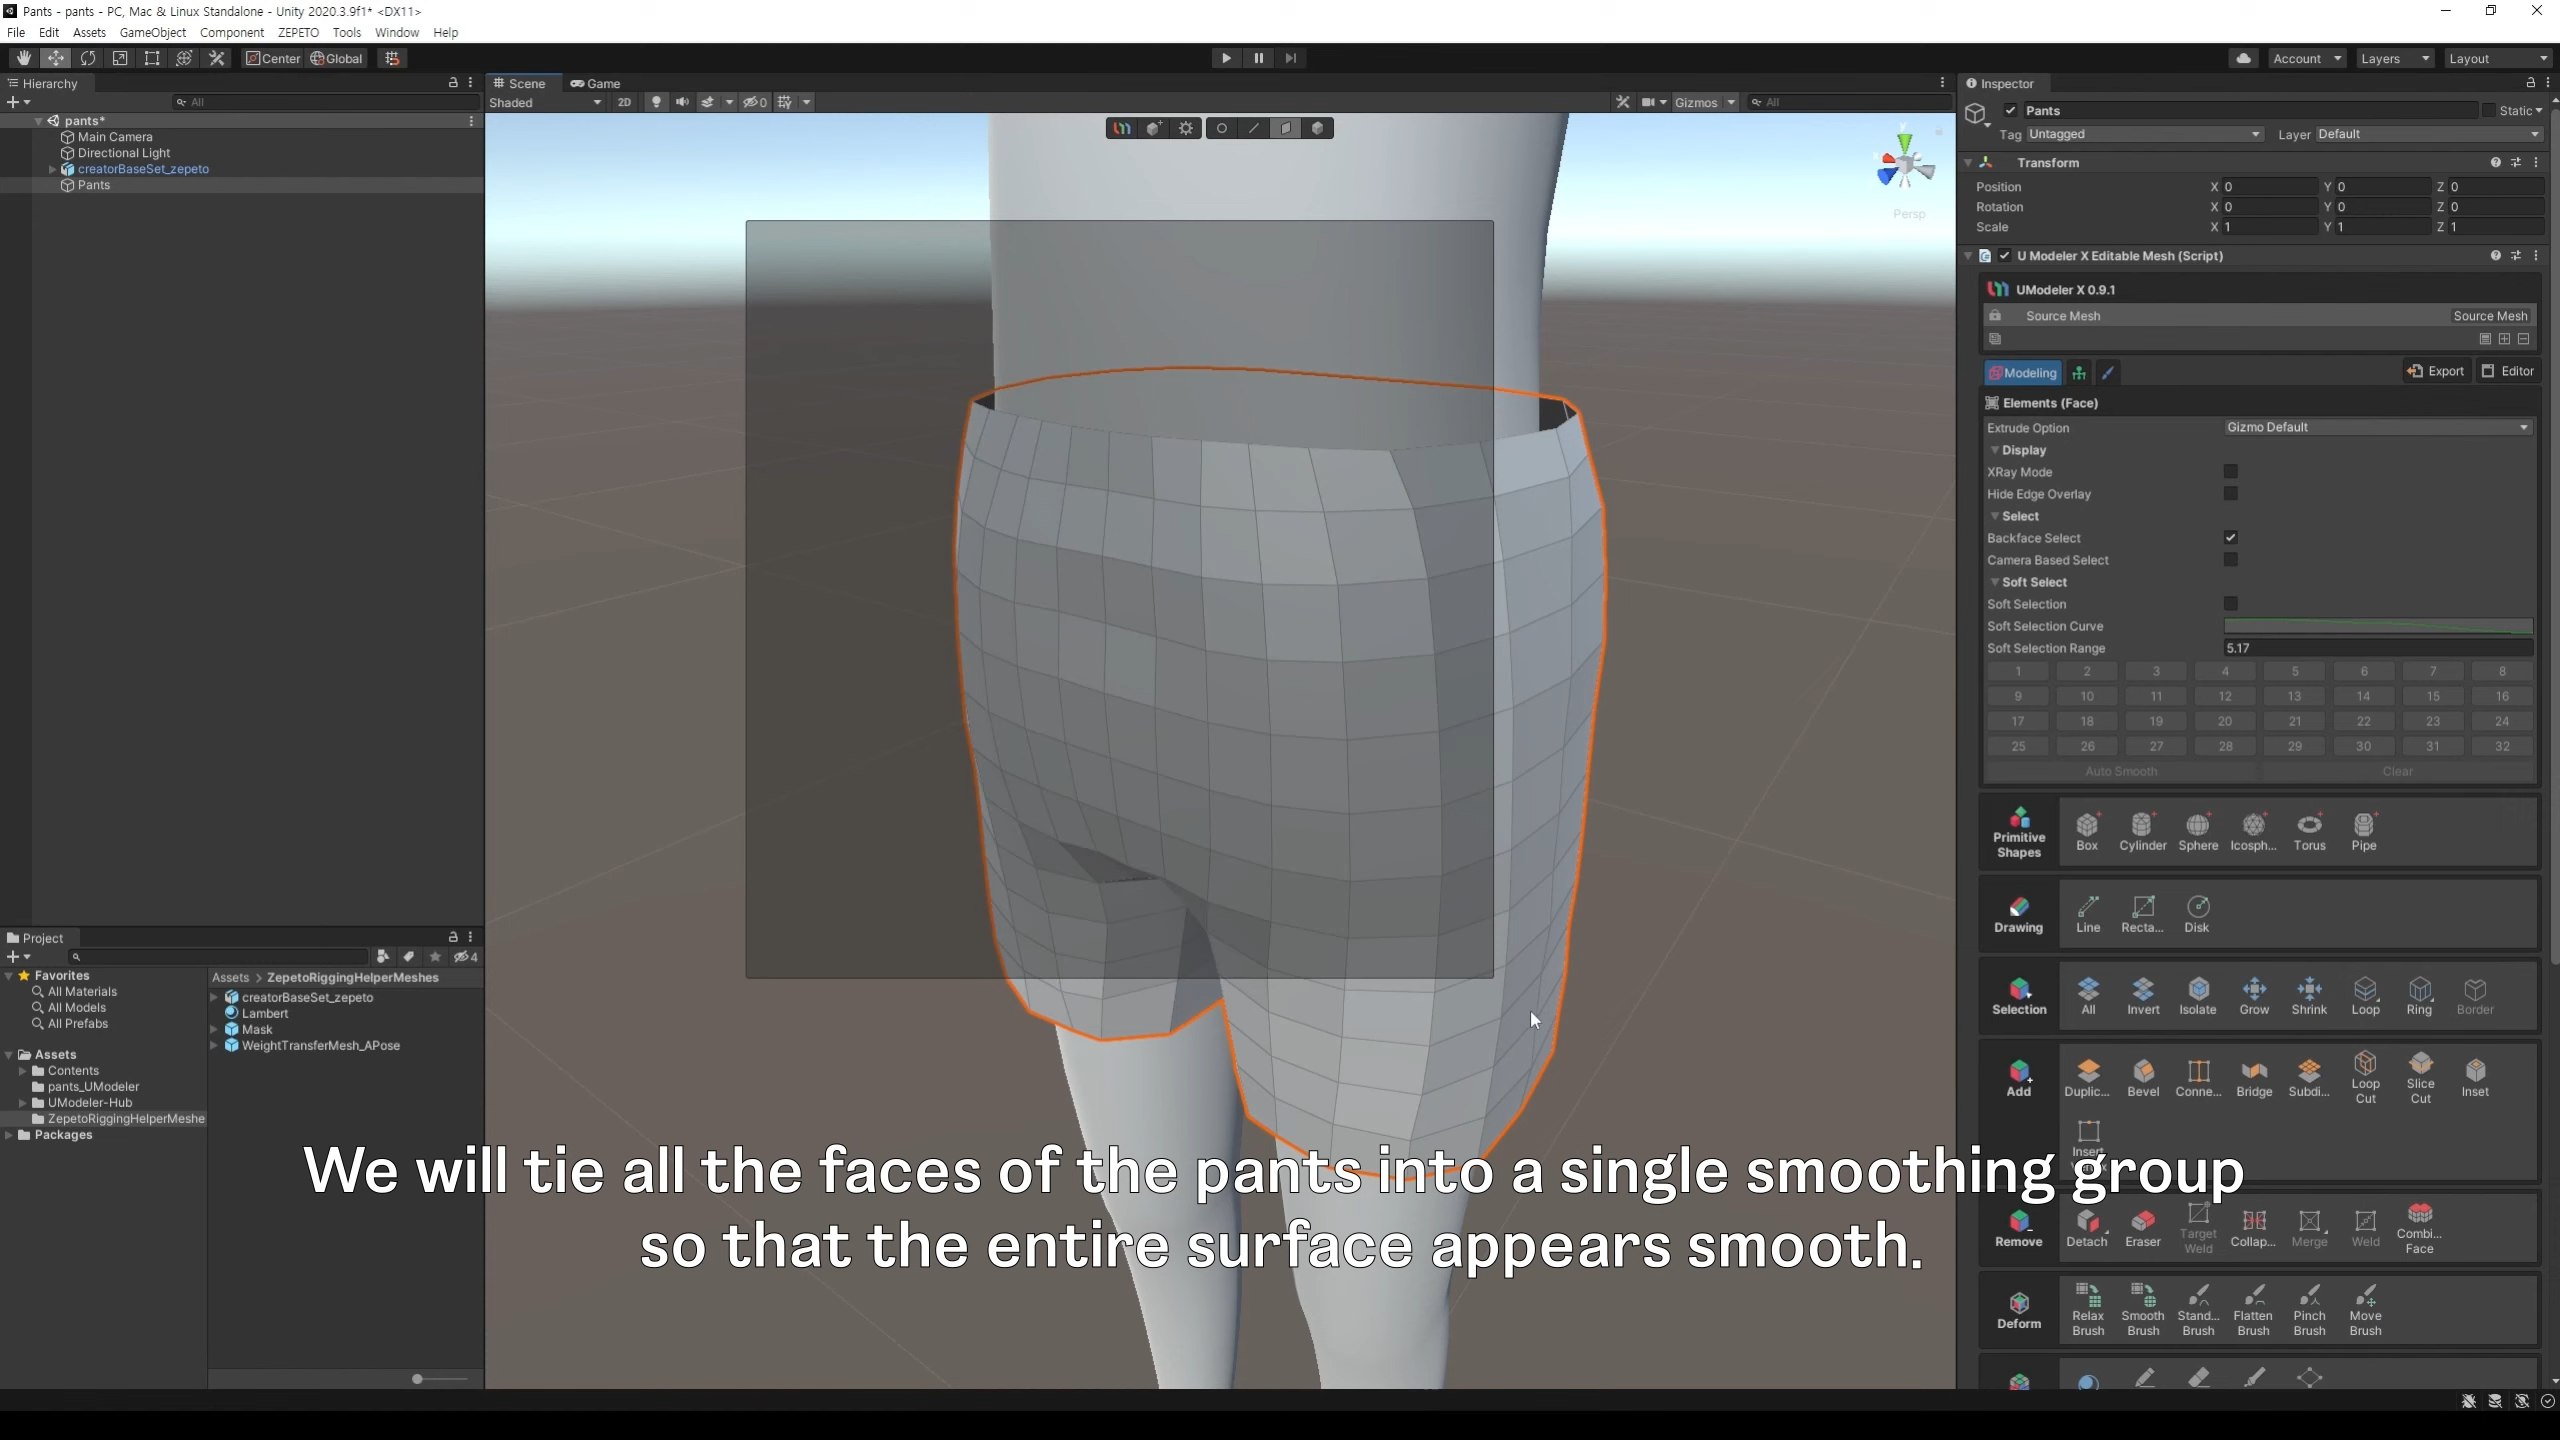 Pants - pants - PC, Mac & Linux Standalone - Unity 2020.3.9f1* <DX11>
File Edit Assets GameObject Component ZEPETO Tools Window Help
Center Global
Account Layers Layout
Hierarchy
All
pants*
Main Camera
Directional Light
creatorBaseSet_zepeto
Pants
Scene Game
Shaded 2D 0 Gizmos All
y
Persp
Inspector
Pants Static
Tag Untagged Layer Default
Transform
Position X 0 Y 0 Z 0
Rotation X 0 Y 0 Z 0
Scale X 1 Y 1 Z 1
U Modeler X Editable Mesh (Script)
UModeler X 0.9.1
Source Mesh Source Mesh
Modeling Export Editor
Elements (Face)
Extrude Option Gizmo Default
Display
XRay Mode
Hide Edge Overlay
Select
Backface Select
Camera Based Select
Soft Select
Soft Selection
Soft Selection Curve
Soft Selection Range 5.17
1 2 3 4 5 6 7 8
9 10 11 12 13 14 15 16
17 18 19 20 21 22 23 24
25 26 27 28 29 30 31 32
Auto Smooth Clear
Primitive Shapes Box Cylinder Sphere Icosph... Torus Pipe
Drawing Line Recta... Disk
Selection All Invert Isolate Grow Shrink Loop Ring Border
Add Duplic... Bevel Conne... Bridge Subdi... Loop Cut Slice Cut Inset
Insert
Remove Detach Eraser Target Weld Collap... Merge Weld Combi... Face
Deform Relax Brush Smooth Brush Stand... Brush Flatten Brush Pinch Brush Move Brush
Project
4
Favorites
All Materials
All Models
All Prefabs
Assets
Contents
pants_UModeler
UModeler-Hub
ZepetoRiggingHelperMeshe
Packages
Assets > ZepetoRiggingHelperMeshes
creatorBaseSet_zepeto
Lambert
Mask
WeightTransferMesh_APose
We will tie all the faces of the pants into a single smoothing group
so that the entire surface appears smooth.